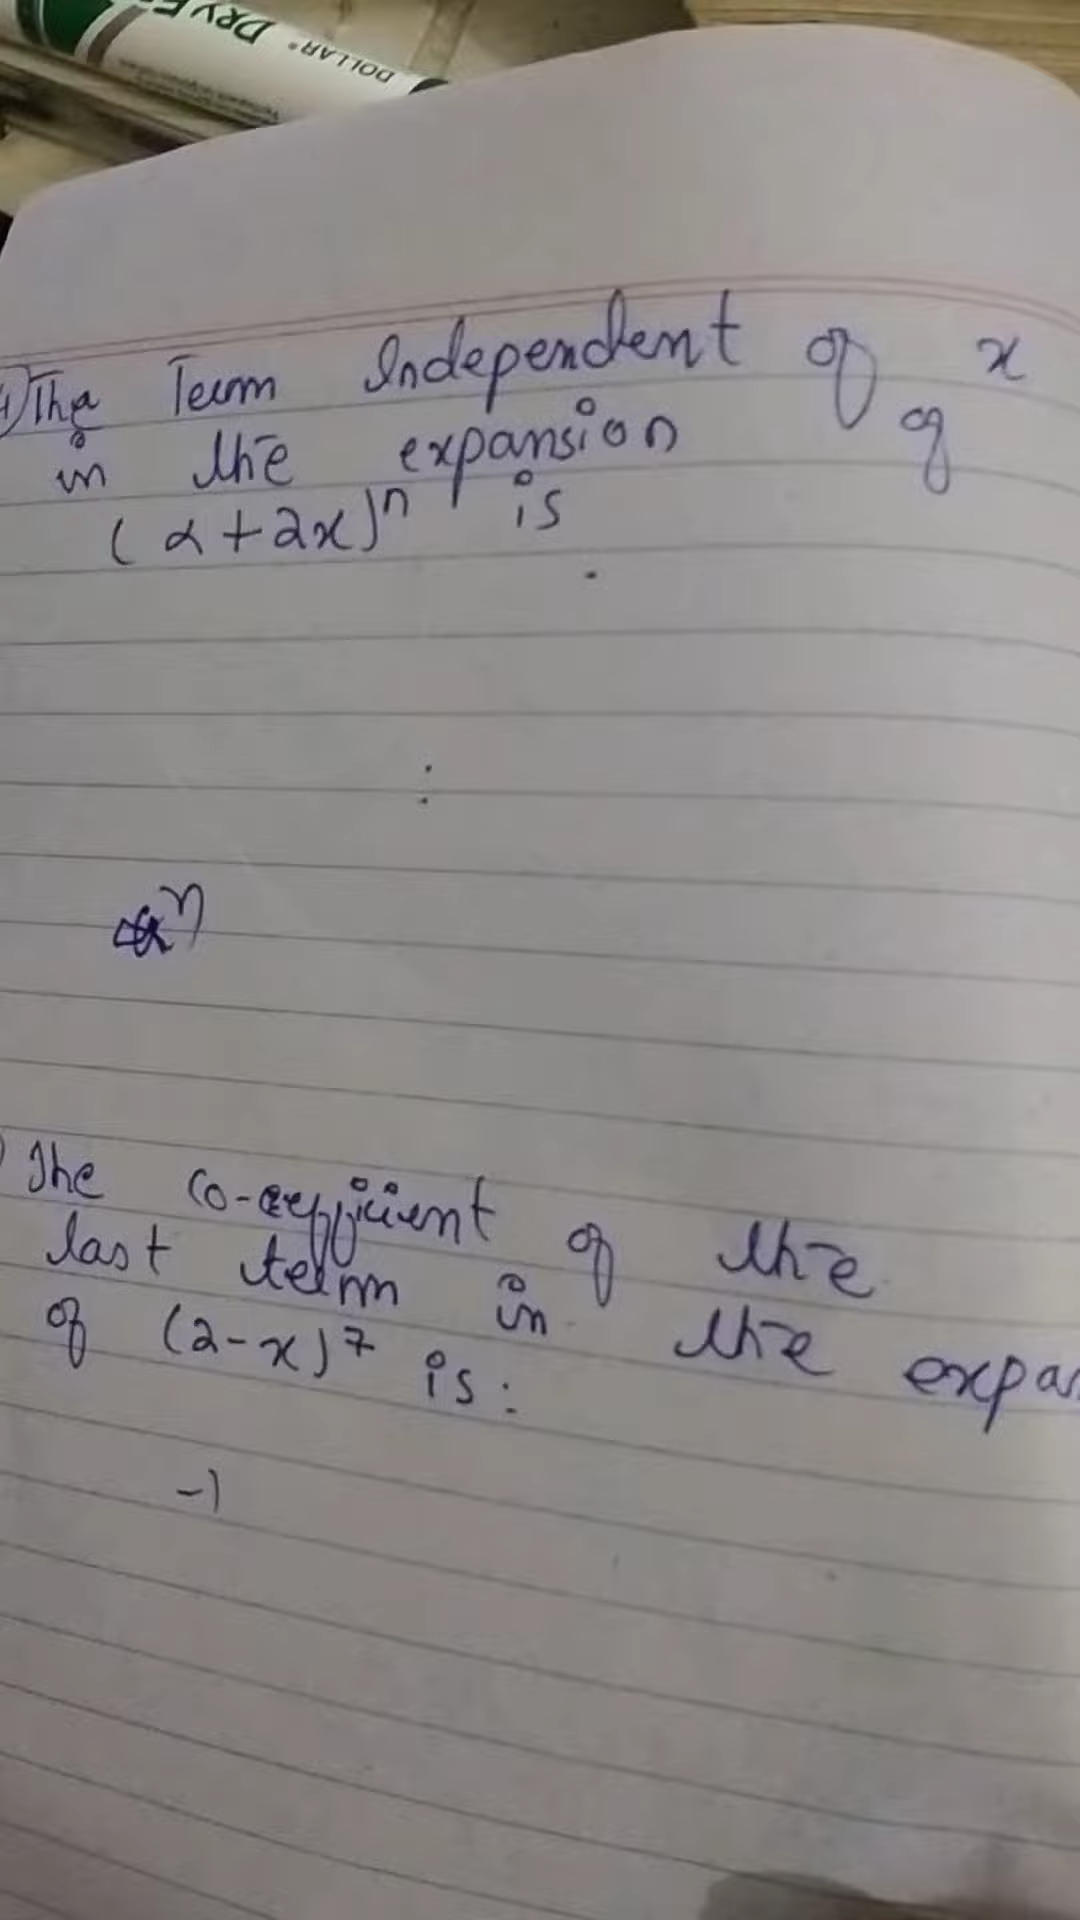 DRY E
DOLLAR®
1) The Term Independent of x
in the expansion of
(α+2x)ⁿ is
αⁿ
The co-eefficient of the
last term in the expan
of (2-x)⁷ is:
-1